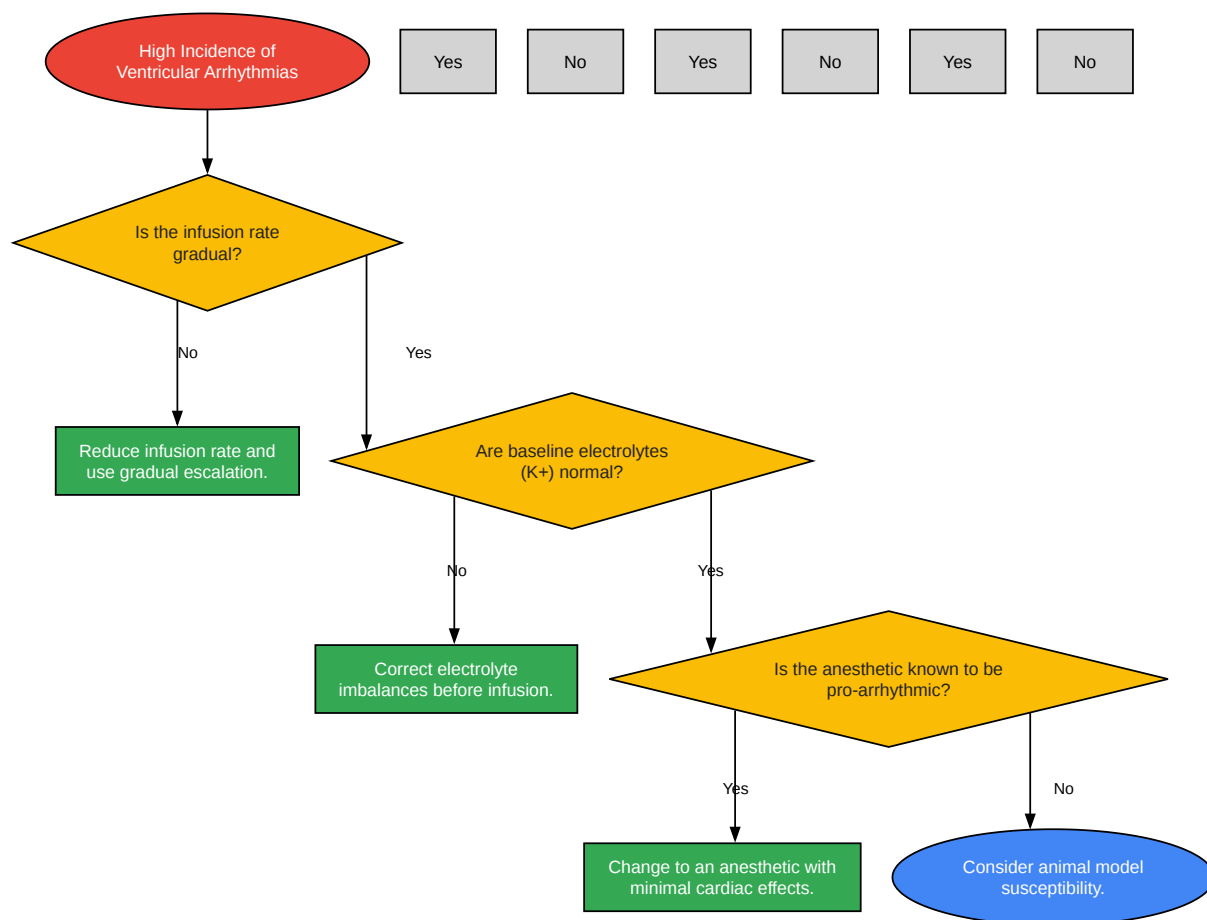 High Incidence of
Ventricular Arrhythmias
Yes
No
Yes
No
Yes
No
Is the infusion rate
gradual?
No
Yes
Reduce infusion rate and
use gradual escalation.
Are baseline electrolytes
(K+) normal?
No
Yes
Correct electrolyte
imbalances before infusion.
Is the anesthetic known to be
pro-arrhythmic?
Yes
No
Change to an anesthetic with
minimal cardiac effects.
Consider animal model
susceptibility.